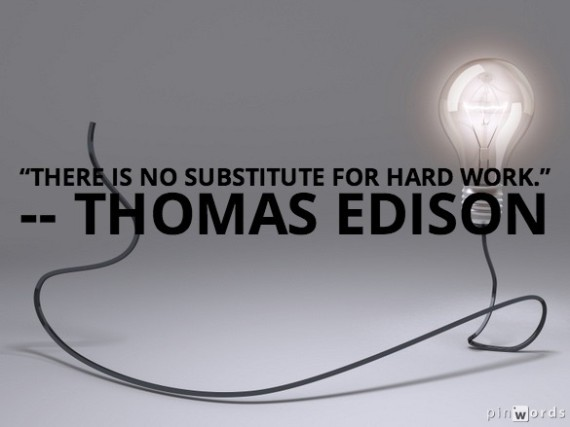 “THERE IS NO SUBSTITUTE FOR HARD WORK.”
-- THOMAS EDISON
pinwords